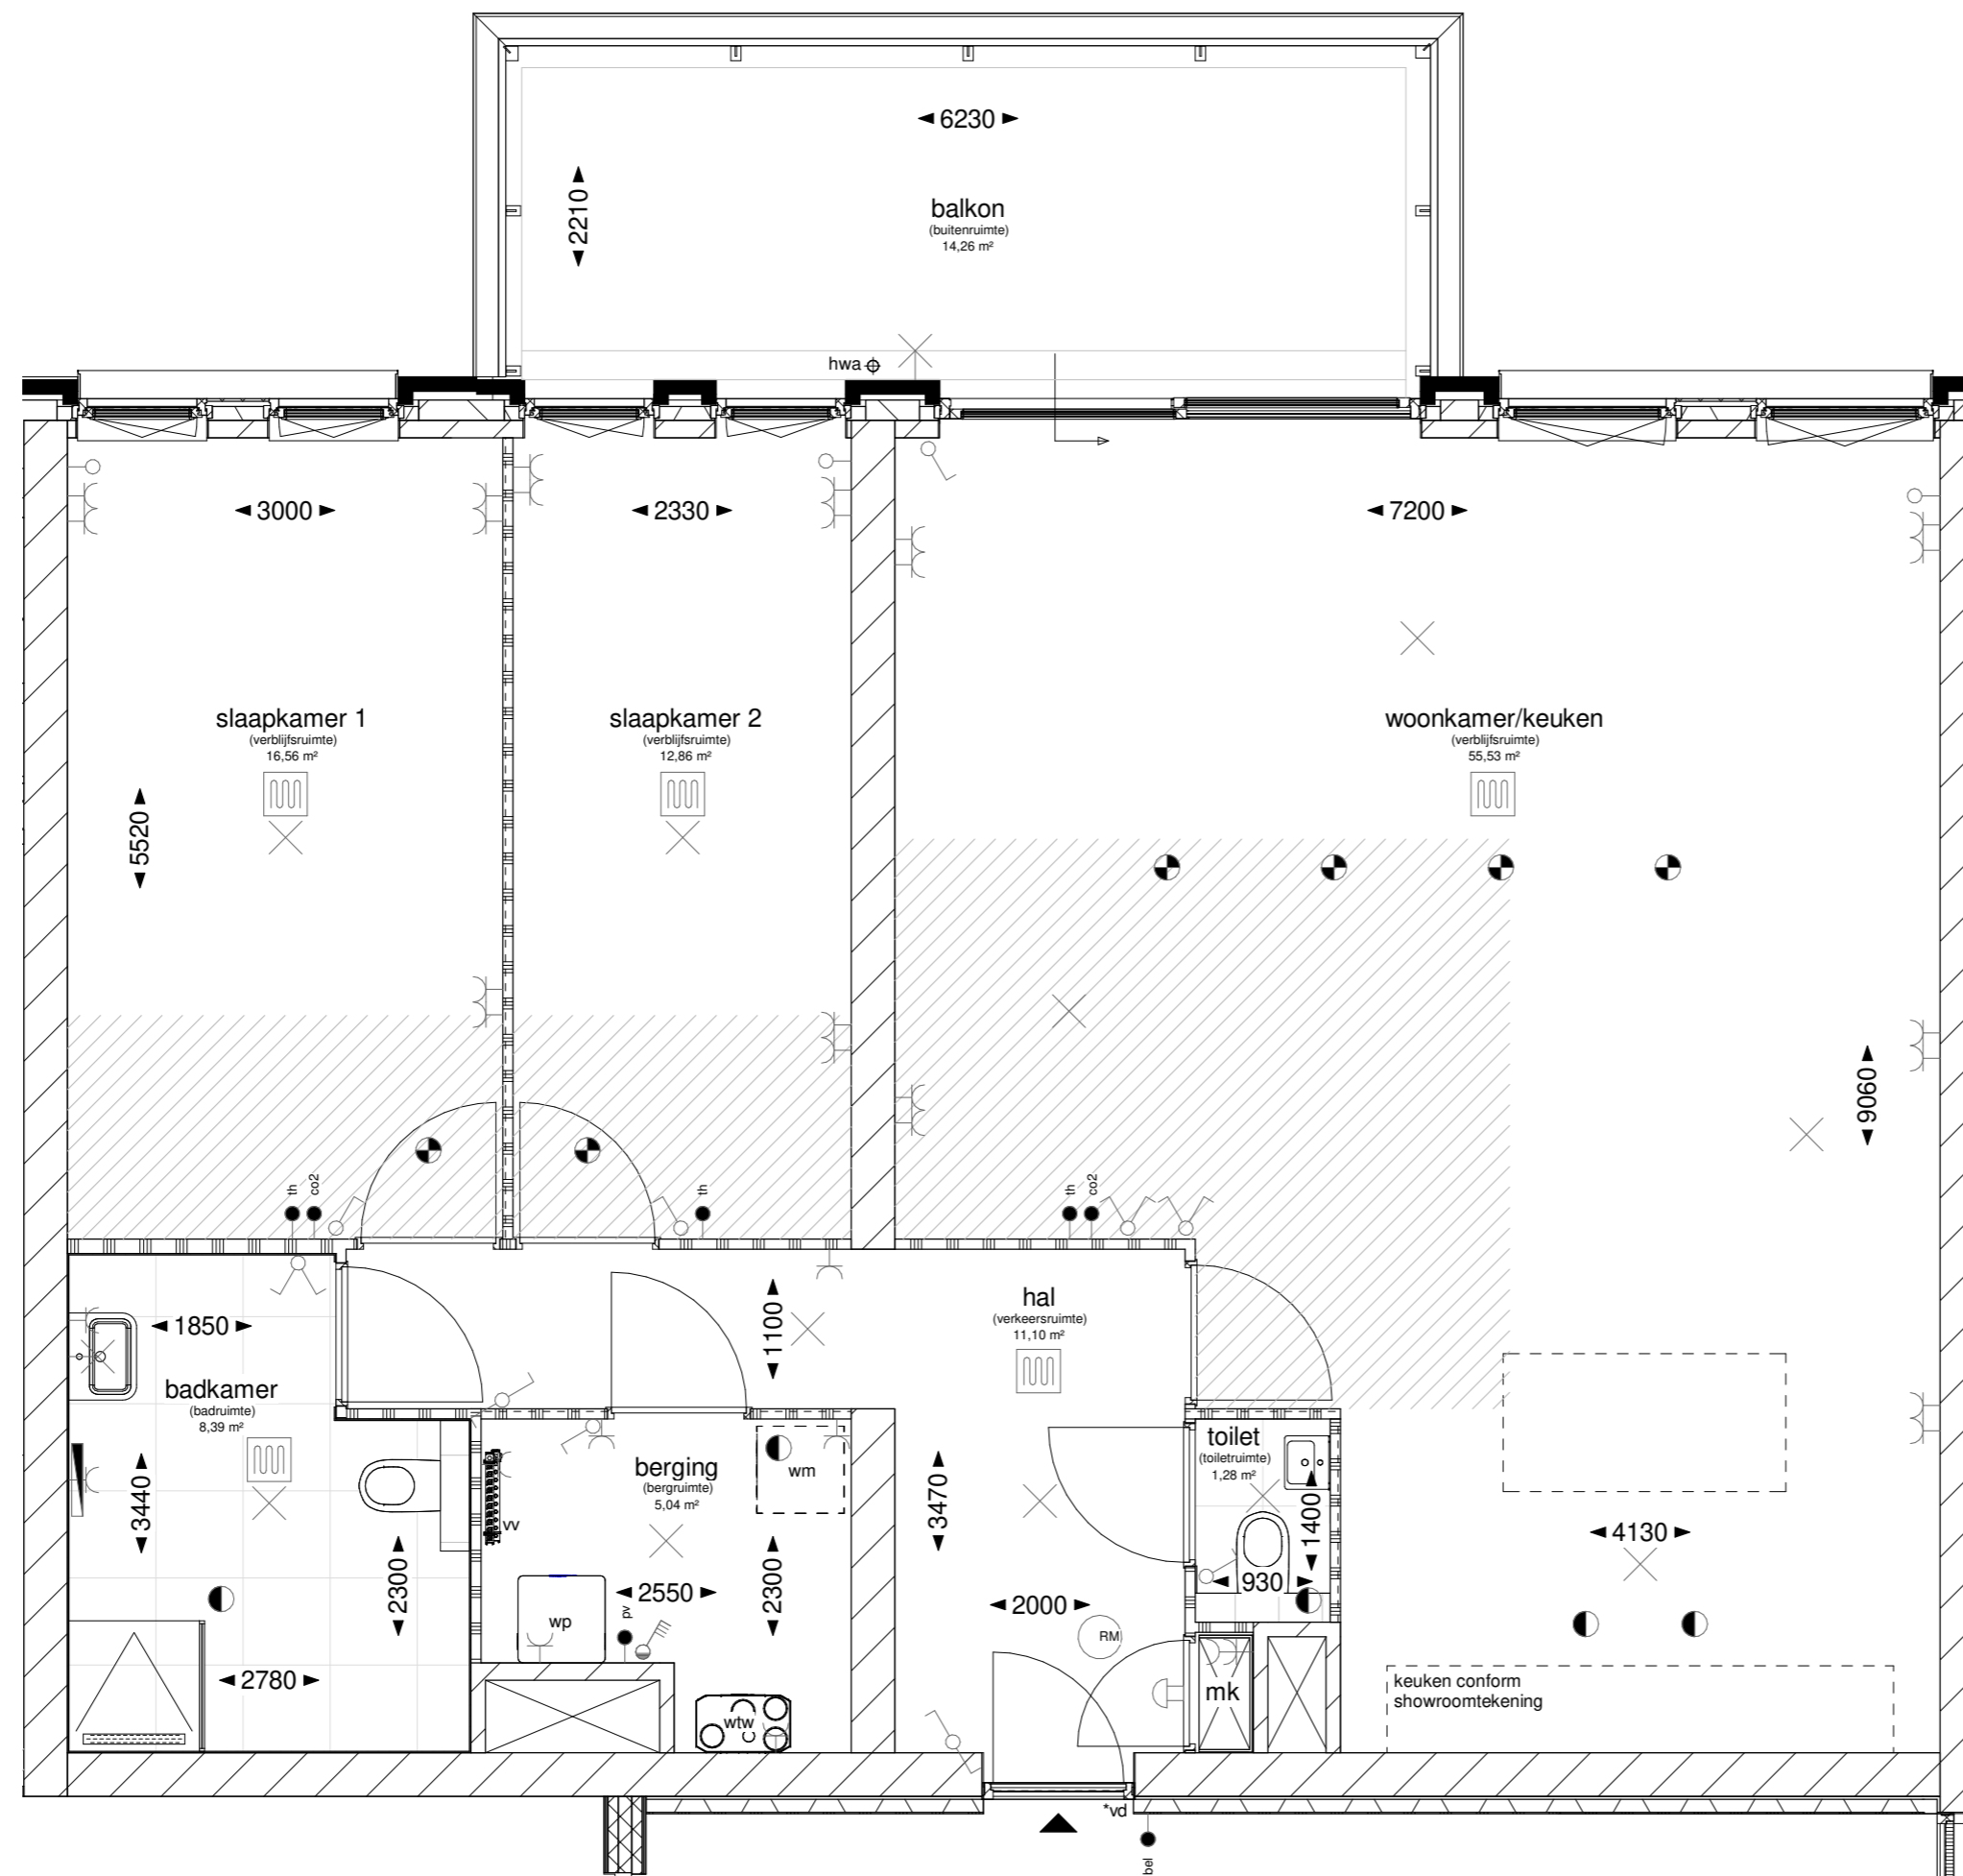 6230
2210
balkon
(buitenruimte)
14,26 m²
hwa
3000
2330
7200
slaapkamer 1
(verblijfsruimte)
16,56 m²
slaapkamer 2
(verblijfsruimte)
12,86 m²
woonkamer/keuken
(verblijfsruimte)
55,53 m²
5520
9060
th
co2
th
th
co2
1850
1100
hal
(verkeersruimte)
11,10 m²
badkamer
(badruimte)
8,39 m²
berging
(bergruimte)
5,04 m²
wm
toilet
(toiletruimte)
1,28 m²
3440
vv
3470
1400
4130
2300
2550
2300
930
2000
wp
pv
RM
2780
mk
keuken conform
showroomtekening
wtw
*vd
bel